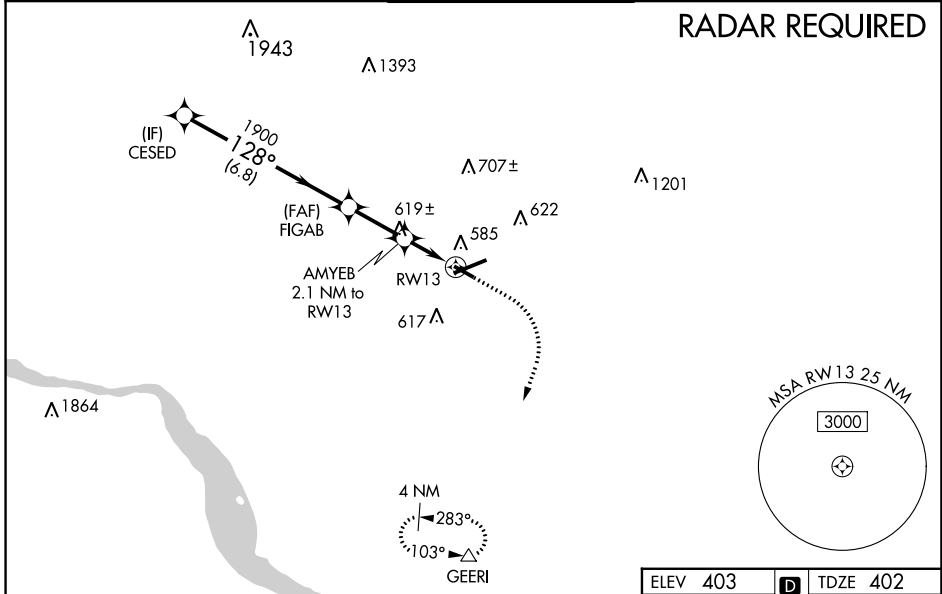 RADAR REQUIRED
1943
1393
(IF)
CESED
1900
128°
(6.8)
707±
1201
(FAF)
FIGAB
619±
622
585
AMYEB
2.1 NM to
RW13
RW13
617
MSA RW13 25 NM
3000
1864
4 NM
283°
103°
GEERI
ELEV 403 D TDZE 402